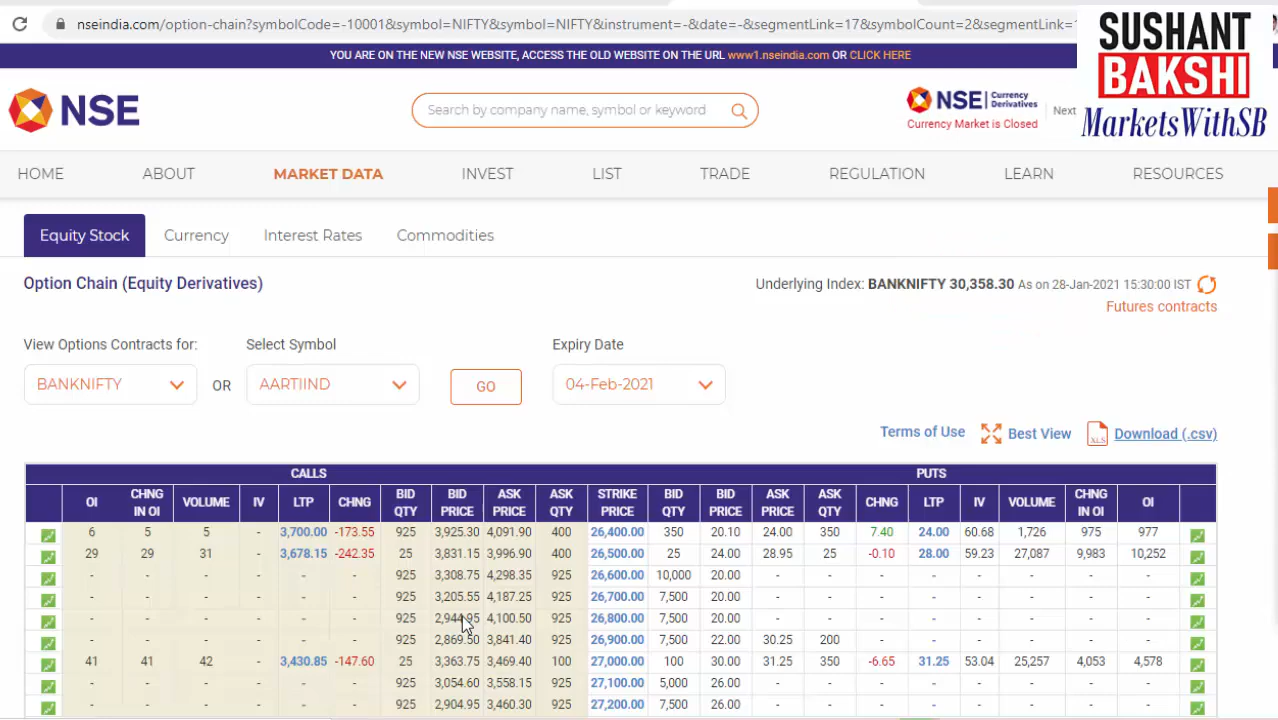 nseindia.com/option-chain?symbolCode=-10001&symbol=NIFTY&symbol=NIFTY&instrument=-&date=-&segmentLink=17&symbolCount=2&segmentLink=
SUSHANT
BAKSHI
MarketsWithSB
YOU ARE ON THE NEW NSE WEBSITE, ACCESS THE OLD WEBSITE ON THE URL www1.nseindia.com OR CLICK HERE
NSE
Search by company name, symbol or keyword
NSE Currency Derivatives
Currency Market is Closed
Next
HOME ABOUT MARKET DATA INVEST LIST TRADE REGULATION LEARN RESOURCES
Equity Stock Currency Interest Rates Commodities
Option Chain (Equity Derivatives)
Underlying Index: BANKNIFTY 30,358.30 As on 28-Jan-2021 15:30:00 IST
Futures contracts
View Options Contracts for: Select Symbol Expiry Date
BANKNIFTY OR AARTIIND GO 04-Feb-2021
Terms of Use Best View XLS Download (.csv)
CALLS PUTS
OI CHNG IN OI VOLUME IV LTP CHNG BID QTY BID PRICE ASK PRICE ASK QTY STRIKE PRICE BID QTY BID PRICE ASK PRICE ASK QTY CHNG LTP IV VOLUME CHNG IN OI OI
6 5 5 - 3,700.00 -173.55 925 3,925.30 4,091.90 400 26,400.00 350 20.10 24.00 350 7.40 24.00 60.68 1,726 975 977
29 29 31 - 3,678.15 -242.35 25 3,831.15 3,996.90 400 26,500.00 25 24.00 28.95 25 -0.10 28.00 59.23 27,087 9,983 10,252
- - - - - - 925 3,308.75 4,298.35 925 26,600.00 10,000 20.00 - - - - - - - -
- - - - - - 925 3,205.55 4,187.25 925 26,700.00 7,500 20.00 - - - - - - - -
- - - - - - 925 2,944.95 4,100.50 925 26,800.00 7,500 20.00 - - - - - - - -
- - - - - - 925 2,869.50 3,841.40 925 26,900.00 7,500 22.00 30.25 200 - - - - - -
41 41 42 - 3,430.85 -147.60 25 3,363.75 3,469.40 100 27,000.00 100 30.00 31.25 350 -6.65 31.25 53.04 25,257 4,053 4,578
- - - - - - 925 3,054.60 3,558.15 925 27,100.00 5,000 26.00 - - - - - - - -
- - - - - - 925 2,904.95 3,460.30 925 27,200.00 7,500 26.00 - - - - - - - -